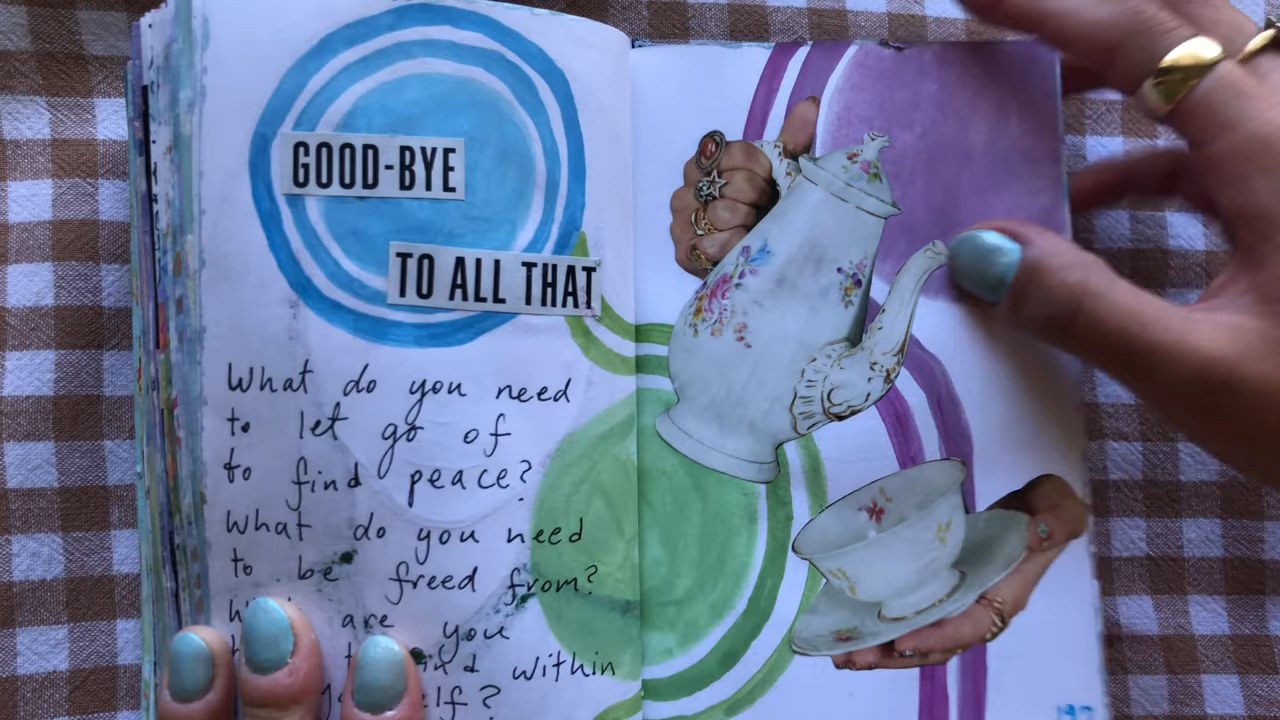 GOOD-BYE
TO ALL THAT
What do you need
to let go of
to find peace?
What do you need
to be freed from?
are you
within